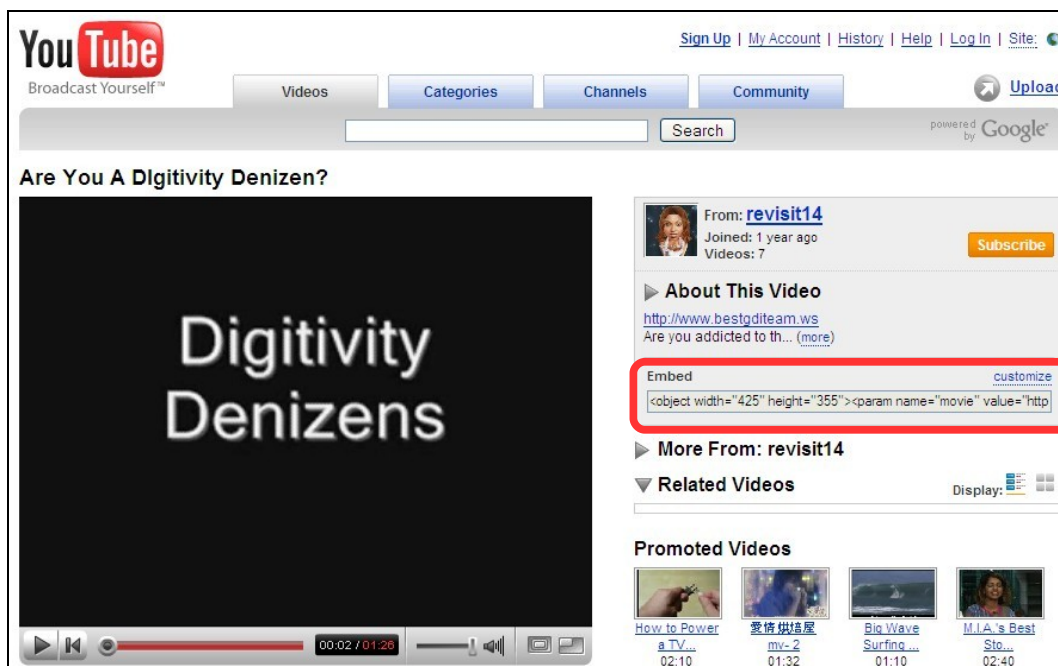 You Tube
Broadcast Yourself™
Sign Up | My Account | History | Help | Log In | Site:
Videos
Categories
Channels
Community
Upload
Search
powered by Google
Are You A DIgitivity Denizen?
Digitivity
Denizens
00:02 / 01:26
From: revisit14
Joined: 1 year ago
Videos: 7
Subscribe
About This Video
http://www.bestgditeam.ws
Are you addicted to th... (more)
Embed
customize
<object width="425" height="355"><param name="movie" value="http
More From: revisit14
Related Videos
Display:
Promoted Videos
How to Power
a TV...
02:10
愛情烘焙屋
mv- 2
01:32
Big Wave
Surfing ...
01:10
M.I.A.'s Best
Sto...
02:40